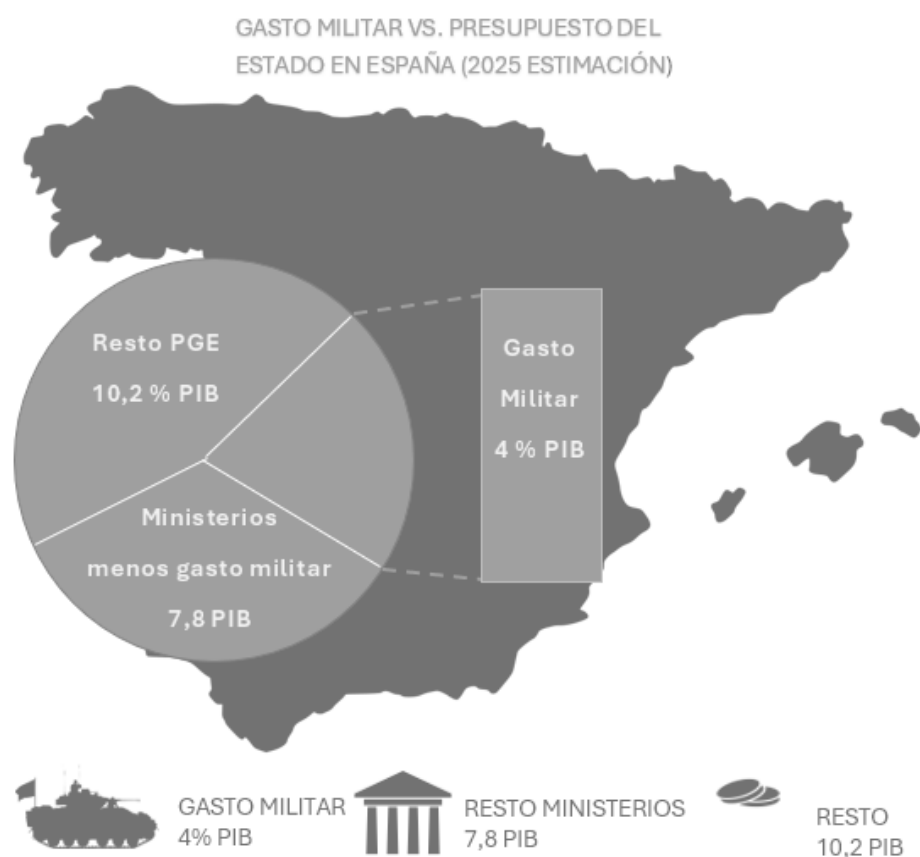 GASTO MILITAR VS. PRESUPUESTO DEL
ESTADO EN ESPAÑA (2025 ESTIMACIÓN)
Resto PGE
10,2 % PIB
Gasto
Militar
4 % PIB
Ministerios
menos gasto militar
7,8 PIB
GASTO MILITAR
4% PIB
RESTO MINISTERIOS
7,8 PIB
RESTO
10,2 PIB